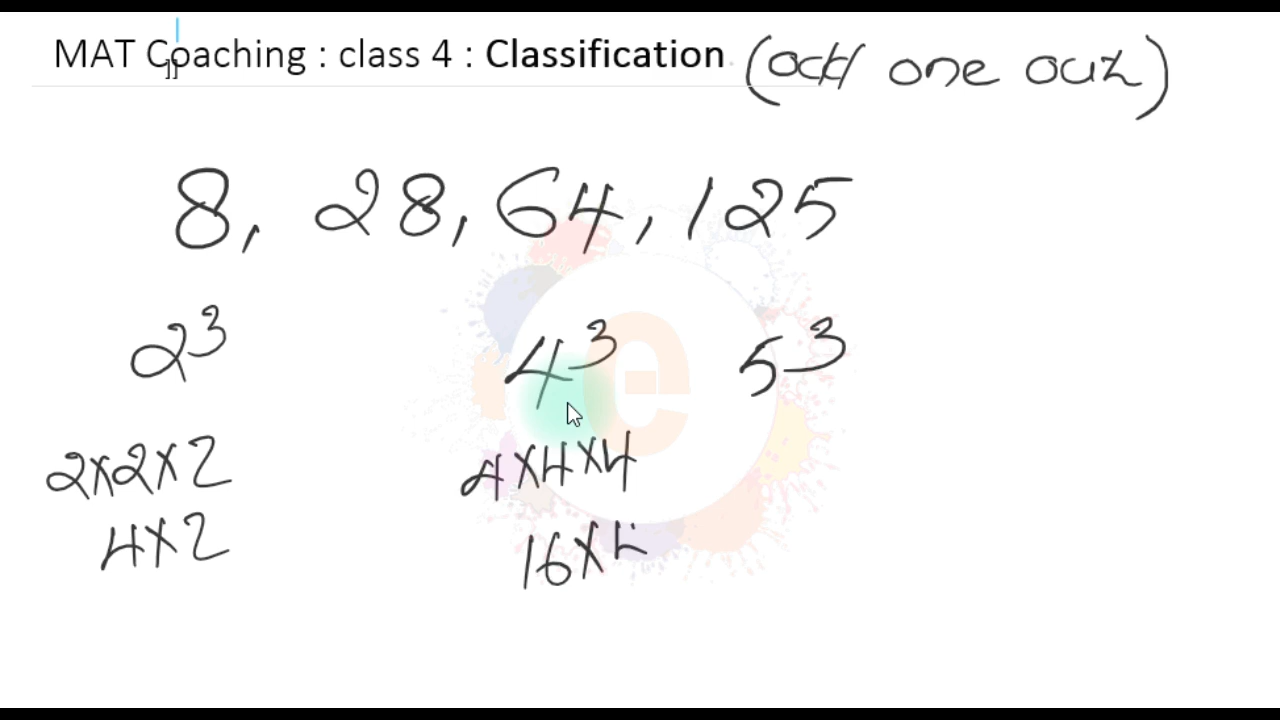 MAT Coaching : class 4 : Classification (odd one out)
8, 28, 64, 125
2³ 4³ 5³
2x2x2 4x4x4
4x2 16x4